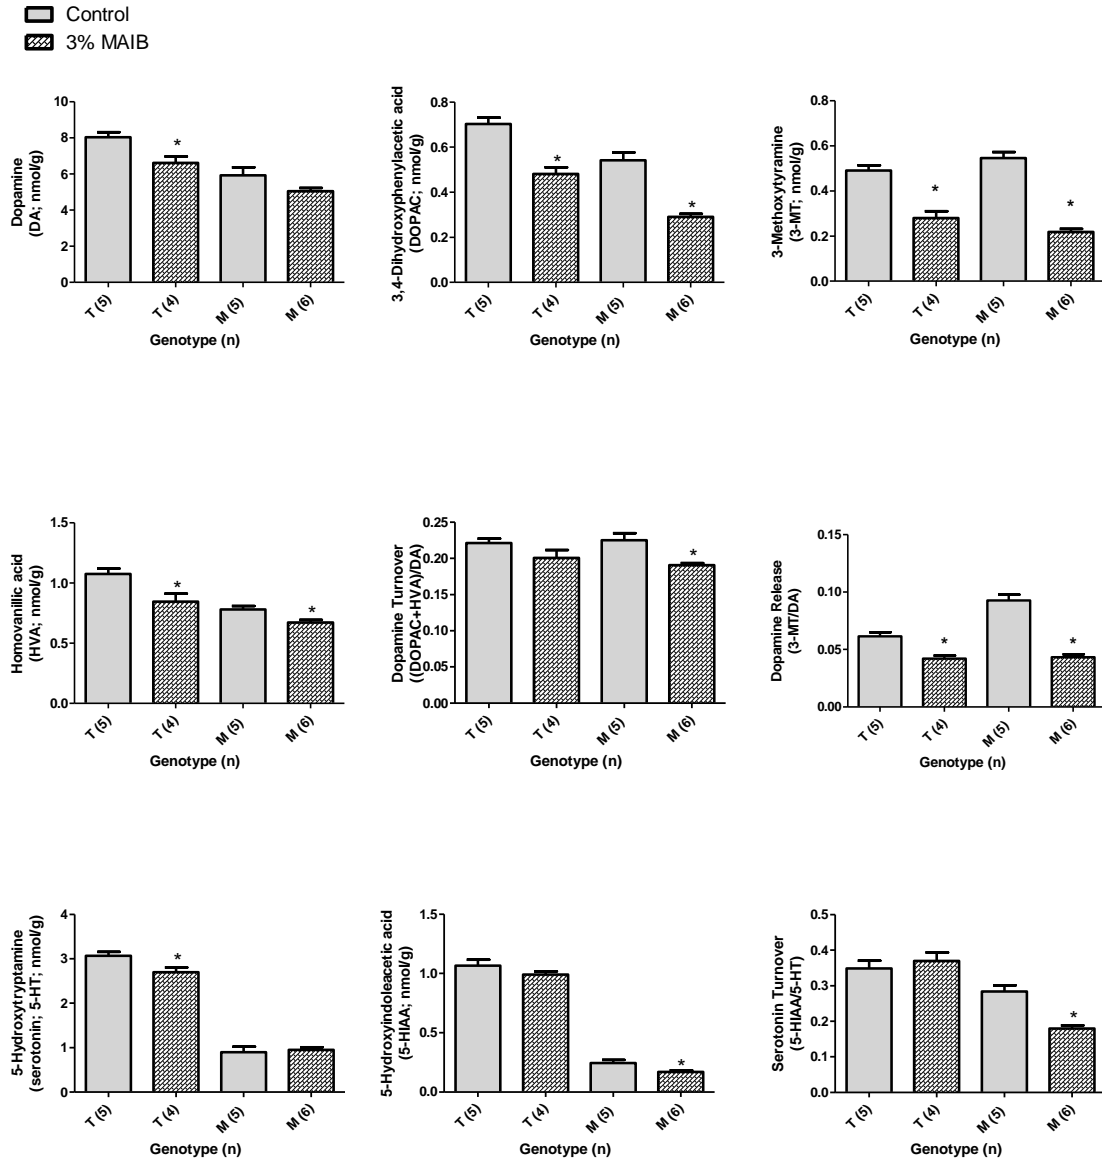 Control
3% MAIB
Dopamine
(DA; nmol/g)
10
8
6
4
2
0
*
T (5)
T (4)
M (5)
M (6)
Genotype (n)
3,4-Dihydroxyphenylacetic acid
(DOPAC; nmol/g)
0.8
0.6
0.4
0.2
0.0
*
*
T (5)
T (4)
M (5)
M (6)
Genotype (n)
3-Methoxytyramine
(3-MT; nmol/g)
0.8
0.6
0.4
0.2
0.0
*
*
T (5)
T (4)
M (5)
M (6)
Genotype (n)
Homovanillic acid
(HVA; nmol/g)
1.5
1.0
0.5
0.0
*
*
T (5)
T (4)
M (5)
M (6)
Genotype (n)
Dopamine Turnover
((DOPAC+HVA)/DA)
0.25
0.20
0.15
0.10
0.05
0.00
*
T (5)
T (4)
M (5)
M (6)
Genotype (n)
Dopamine Release
(3-MT/DA)
0.15
0.10
0.05
0.00
*
*
T (5)
T (4)
M (5)
M (6)
Genotype (n)
5-Hydroxytryptamine
(serotonin; 5-HT; nmol/g)
4
3
2
1
0
*
T (5)
T (4)
M (5)
M (6)
Genotype (n)
5-Hydroxyindoleacetic acid
(5-HIAA; nmol/g)
1.5
1.0
0.5
0.0
*
T (5)
T (4)
M (5)
M (6)
Genotype (n)
Serotonin Turnover
(5-HIAA/5-HT)
0.5
0.4
0.3
0.2
0.1
0.0
*
T (5)
T (4)
M (5)
M (6)
Genotype (n)